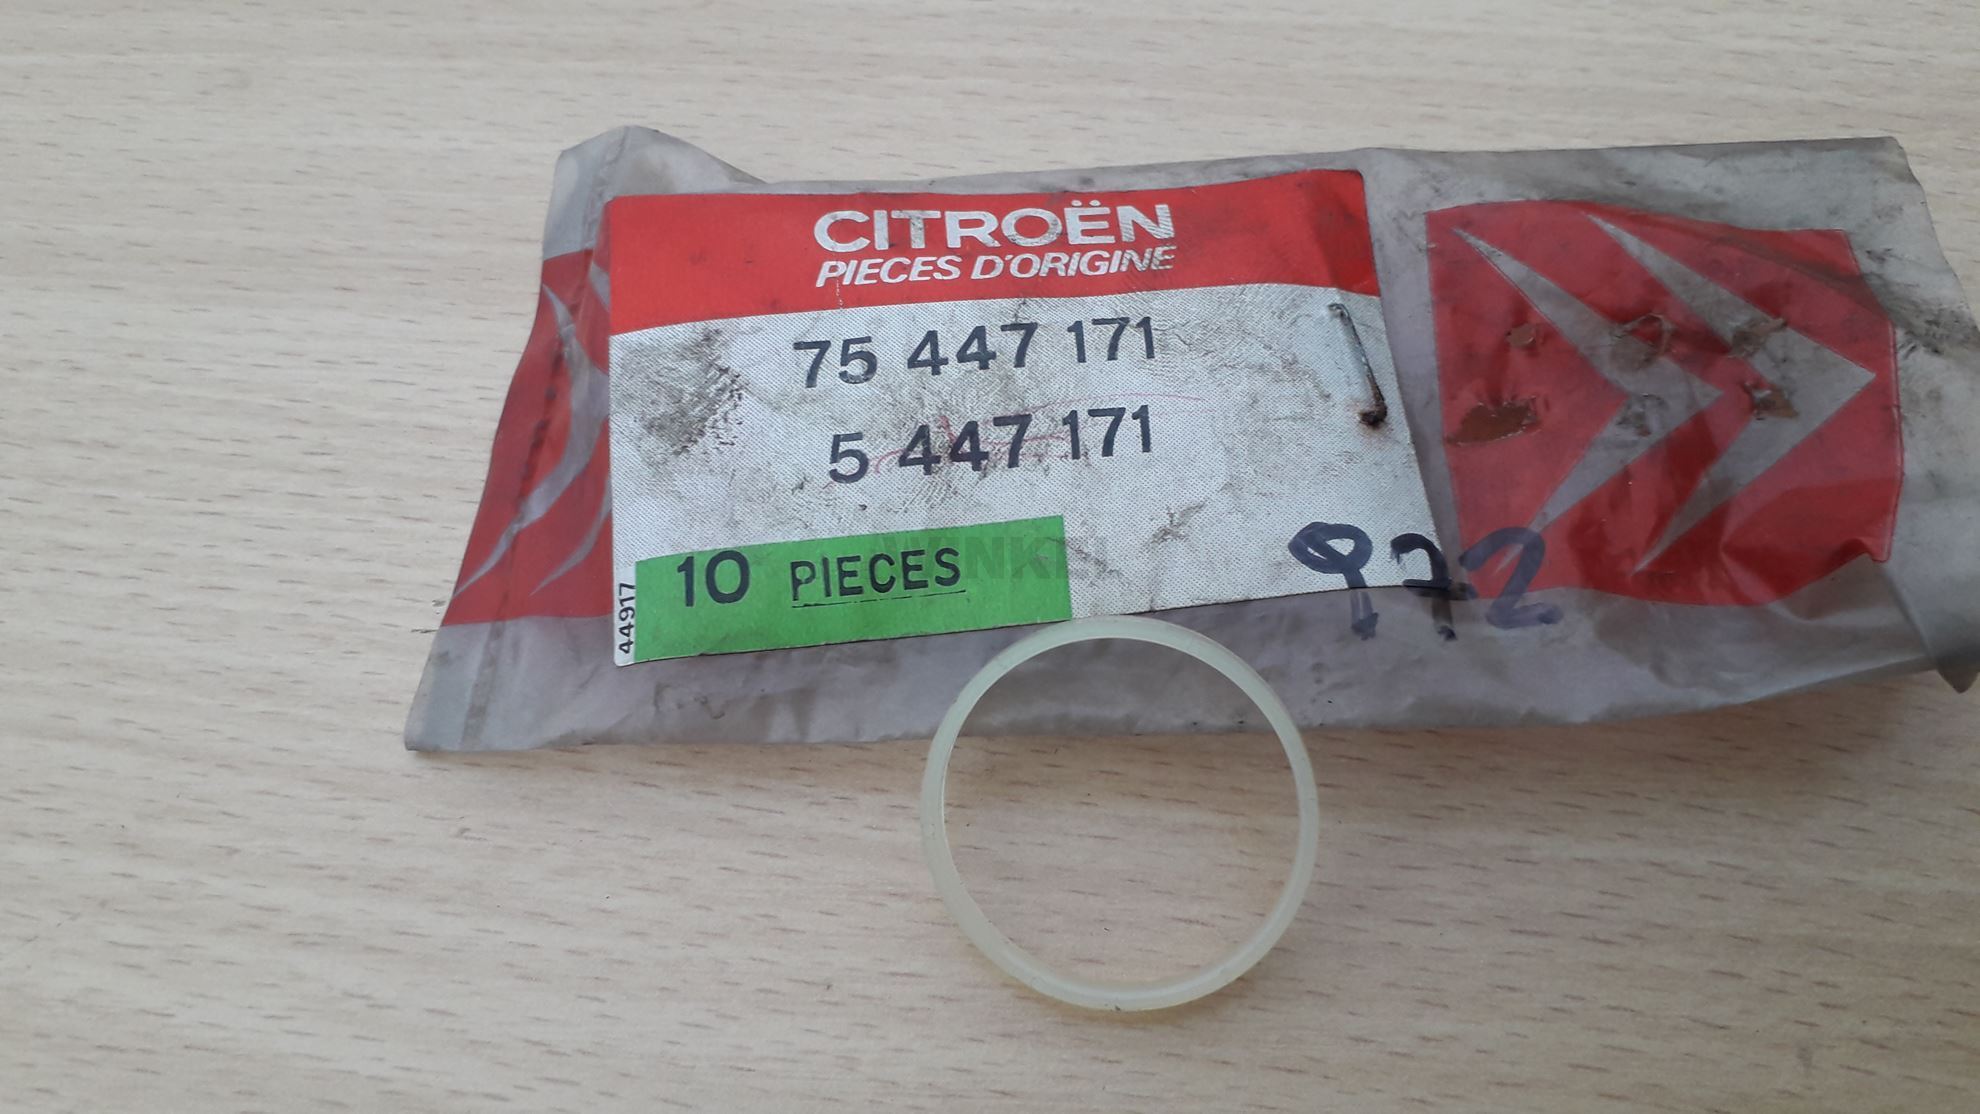 CITROËN
PIECES D'ORIGINE
75 447 171
5 447 171
10 PIECES
44917
972